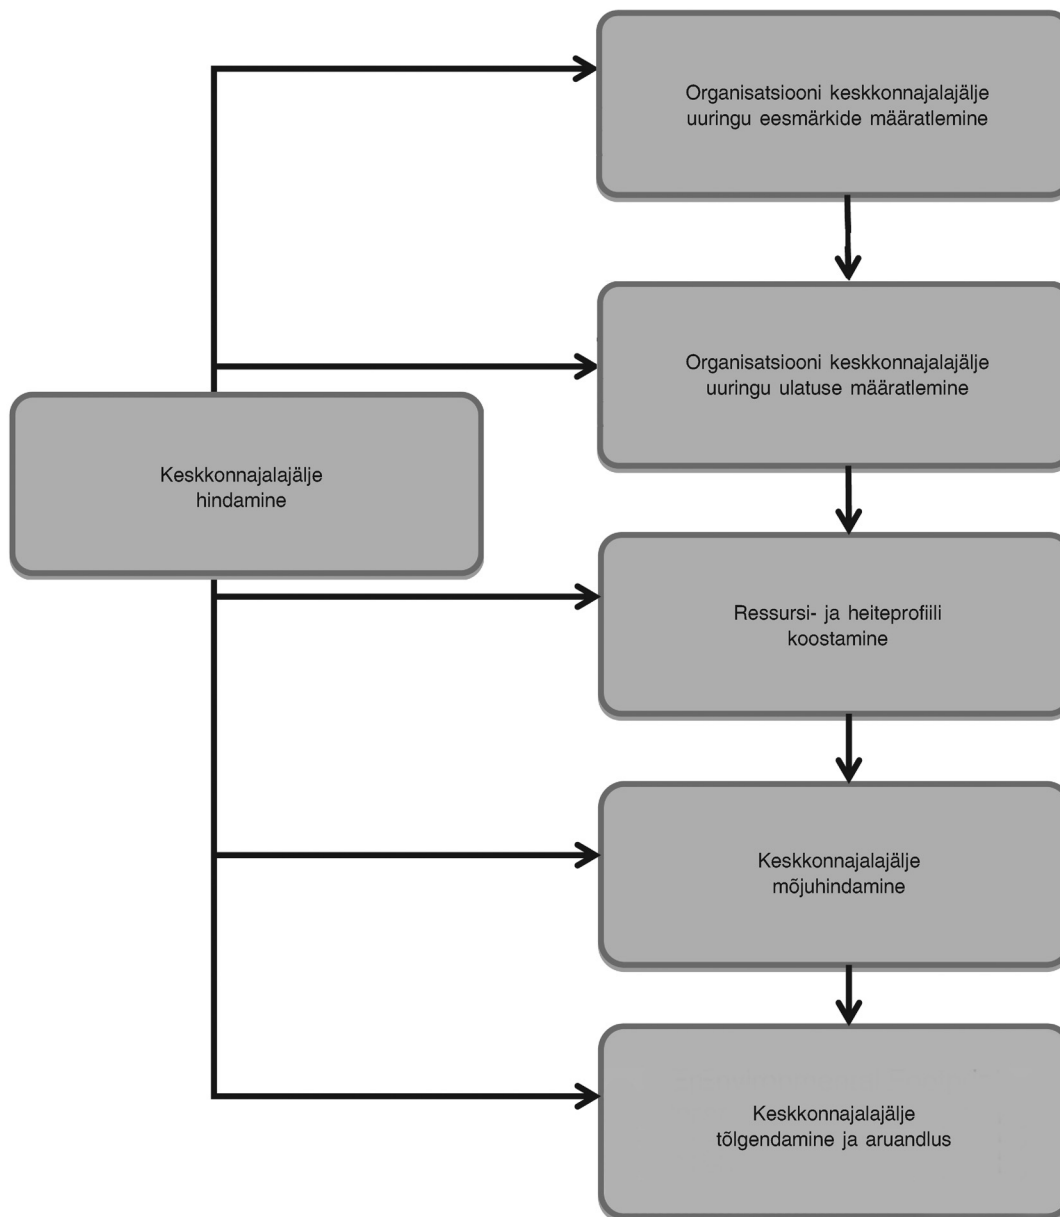 Organisatsiooni keskkonnajalajälje
uuringu eesmärkide määratlemine
Organisatsiooni keskkonnajalajälje
uuringu ulatuse määratlemine
Keskkonnajalajälje
hindamine
Ressursi- ja heiteprofiili
koostamine
Keskkonnajalajälje
mõjuhindamine
Keskkonnajalajälje
tõlgendamine ja aruandlus